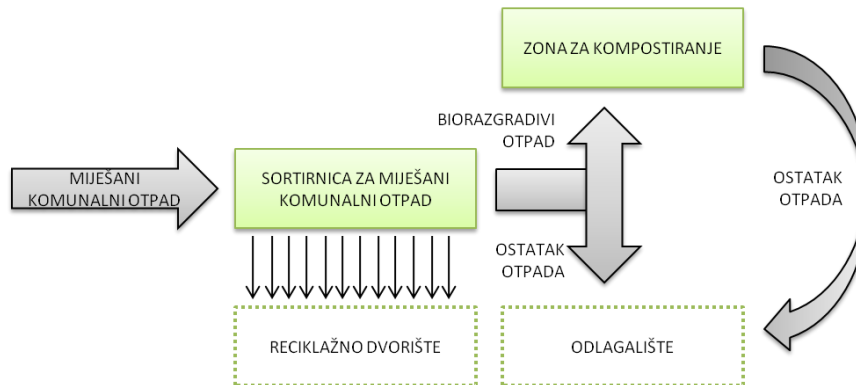 ZONA ZA KOMPOSTIRANJE
BIORAZGRADIVI
OTPAD
MIJEŠANI
KOMUNALNI OTPAD
SORTIRNICA ZA MIJEŠANI
KOMUNALNI OTPAD
OSTATAK
OTPADA
OSTATAK
OTPADA
RECIKLAŽNO DVORIŠTE
ODLAGALIŠTE